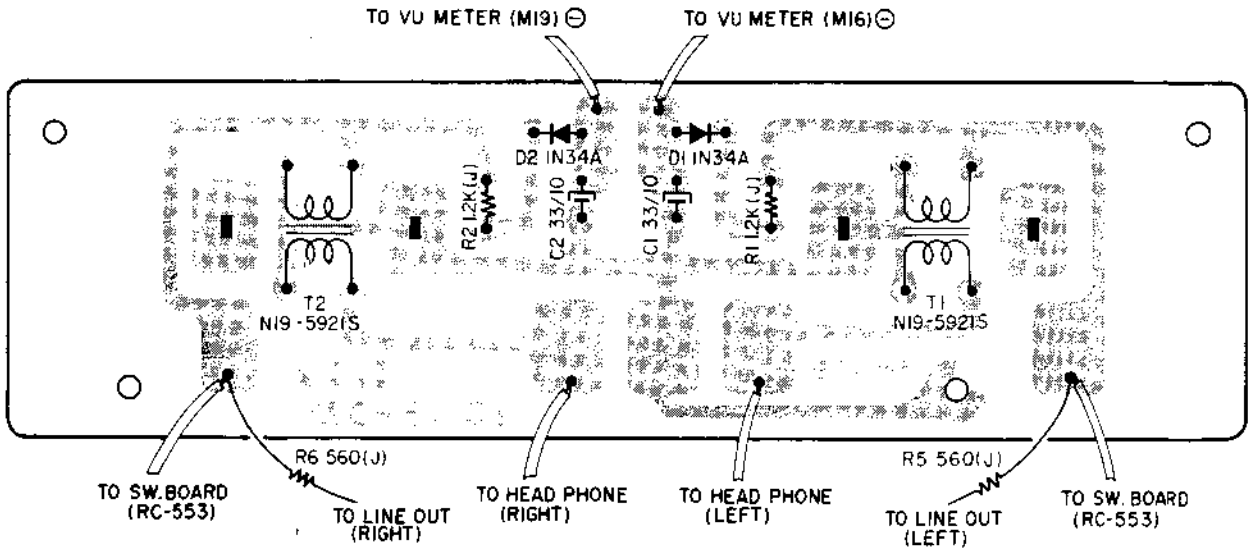 TO VU METER (M19) ⊖
TO VU METER (M16) ⊖
D2 1N34A
D1 1N34A
R2 1.2K(J)
C2 33/10
C1 33/10
R1 1.2K(J)
T2
N19-5921S
T1
N19-5921S
R6 560(J)
R5 560(J)
TO SW. BOARD
(RC-553)
TO LINE OUT
(RIGHT)
TO HEAD PHONE
(RIGHT)
TO HEAD PHONE
(LEFT)
TO LINE OUT
(LEFT)
TO SW. BOARD
(RC-553)